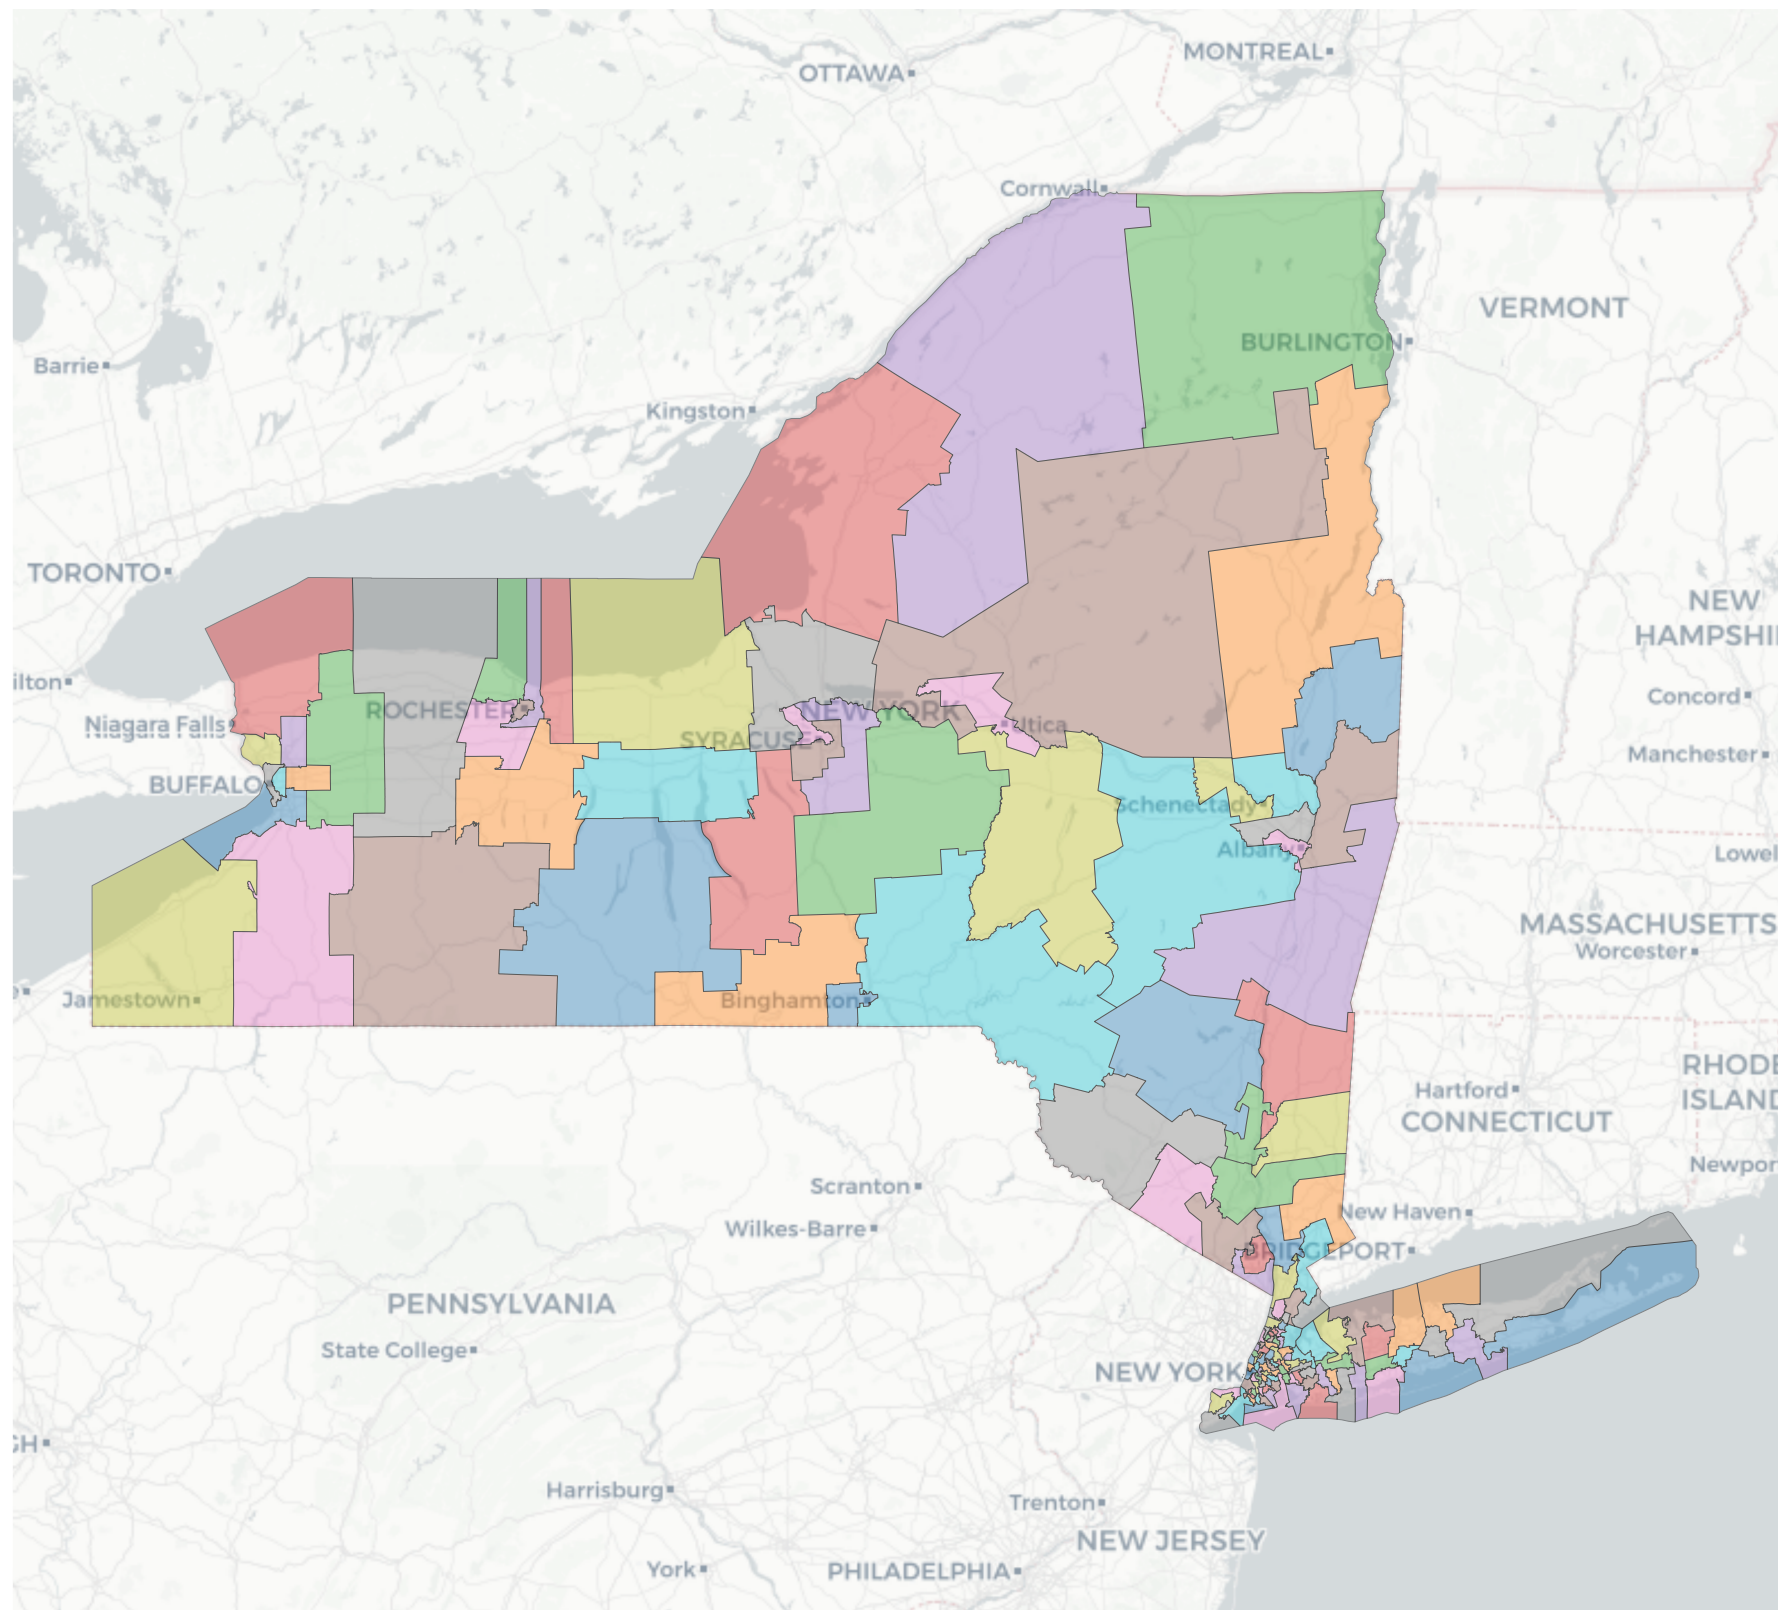 MONTREAL
OTTAWA
Cornwall
VERMONT
BURLINGTON
Barrie
Kingston
TORONTO
NEW
HAMPSHI
ilton
Concord
ROCHESTER
NEW YORK
Niagara Falls
Utica
SYRACUSE
Manchester
BUFFALO
Schenectady
Albany
Lowel
MASSACHUSETTS
Worcester
Jamestown
Binghamton
RHODE
ISLAND
Hartford
CONNECTICUT
Newpor
Scranton
New Haven
Wilkes-Barre
BRIDGEPORT
PENNSYLVANIA
State College
NEW YORK
GH
Harrisburg
Trenton
NEW JERSEY
York
PHILADELPHIA